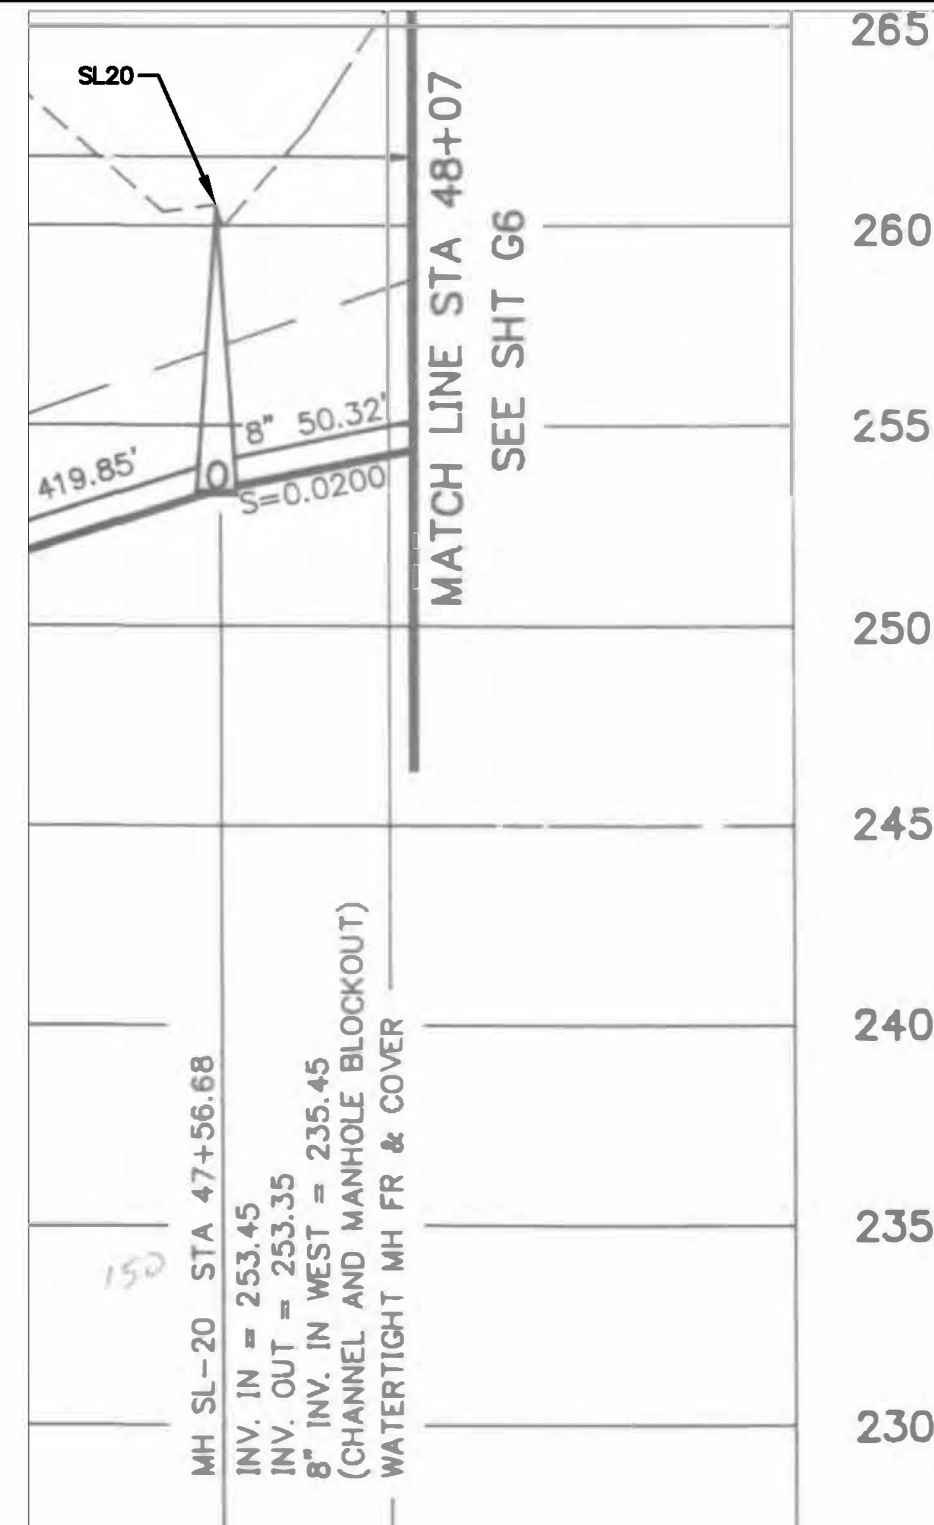 265
SL20
MATCH LINE STA 48+07
SEE SHT G6
260
255
8" 50.32'
419.85'
S=0.0200
250
245
240
235
230
MH SL-20 STA 47+56.68
INV. IN = 253.45
INV. OUT = 253.35
8" INV. IN WEST = 235.45
(CHANNEL AND MANHOLE BLOCKOUT)
WATERTIGHT MH FR & COVER
150